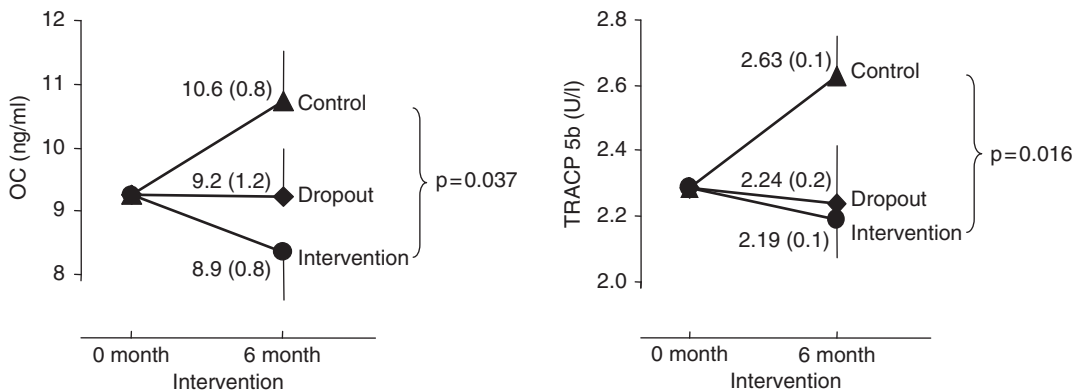 12
11
10
9
8
OC (ng/ml)
10.6 (0.8)
Control
9.2 (1.2)
Dropout
8.9 (0.8)
Intervention
p=0.037
0 month
6 month
Intervention
2.8
2.6
2.4
2.2
2.0
TRACP 5b (U/l)
2.63 (0.1)
Control
2.24 (0.2)
Dropout
2.19 (0.1)
Intervention
p=0.016
0 month
6 month
Intervention